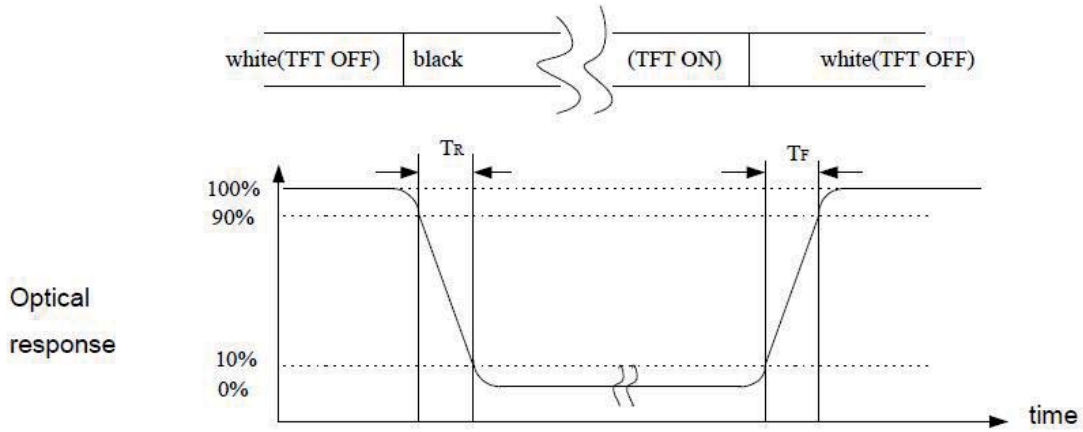 white(TFT OFF) black (TFT ON) white(TFT OFF)
TR TF
100%
90%
Optical
response
10%
0%
time